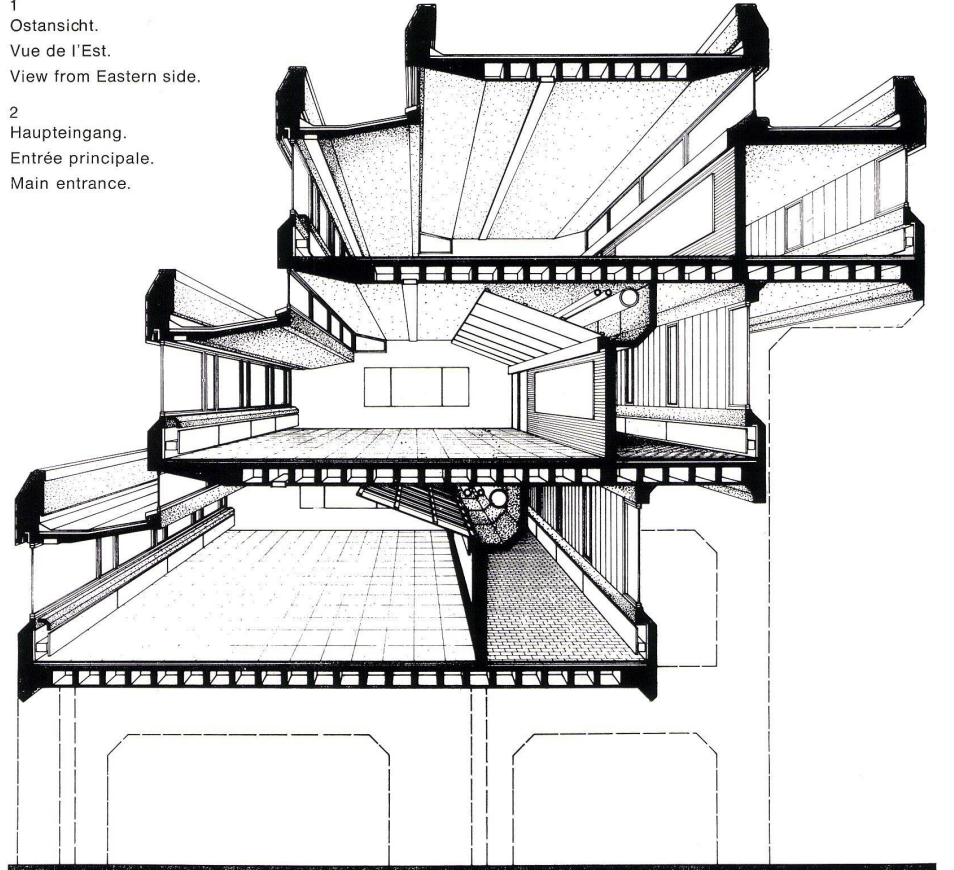 1
Ostansicht.
Vue de l'Est.
View from Eastern side.
2
Haupteingang.
Entrée principale.
Main entrance.